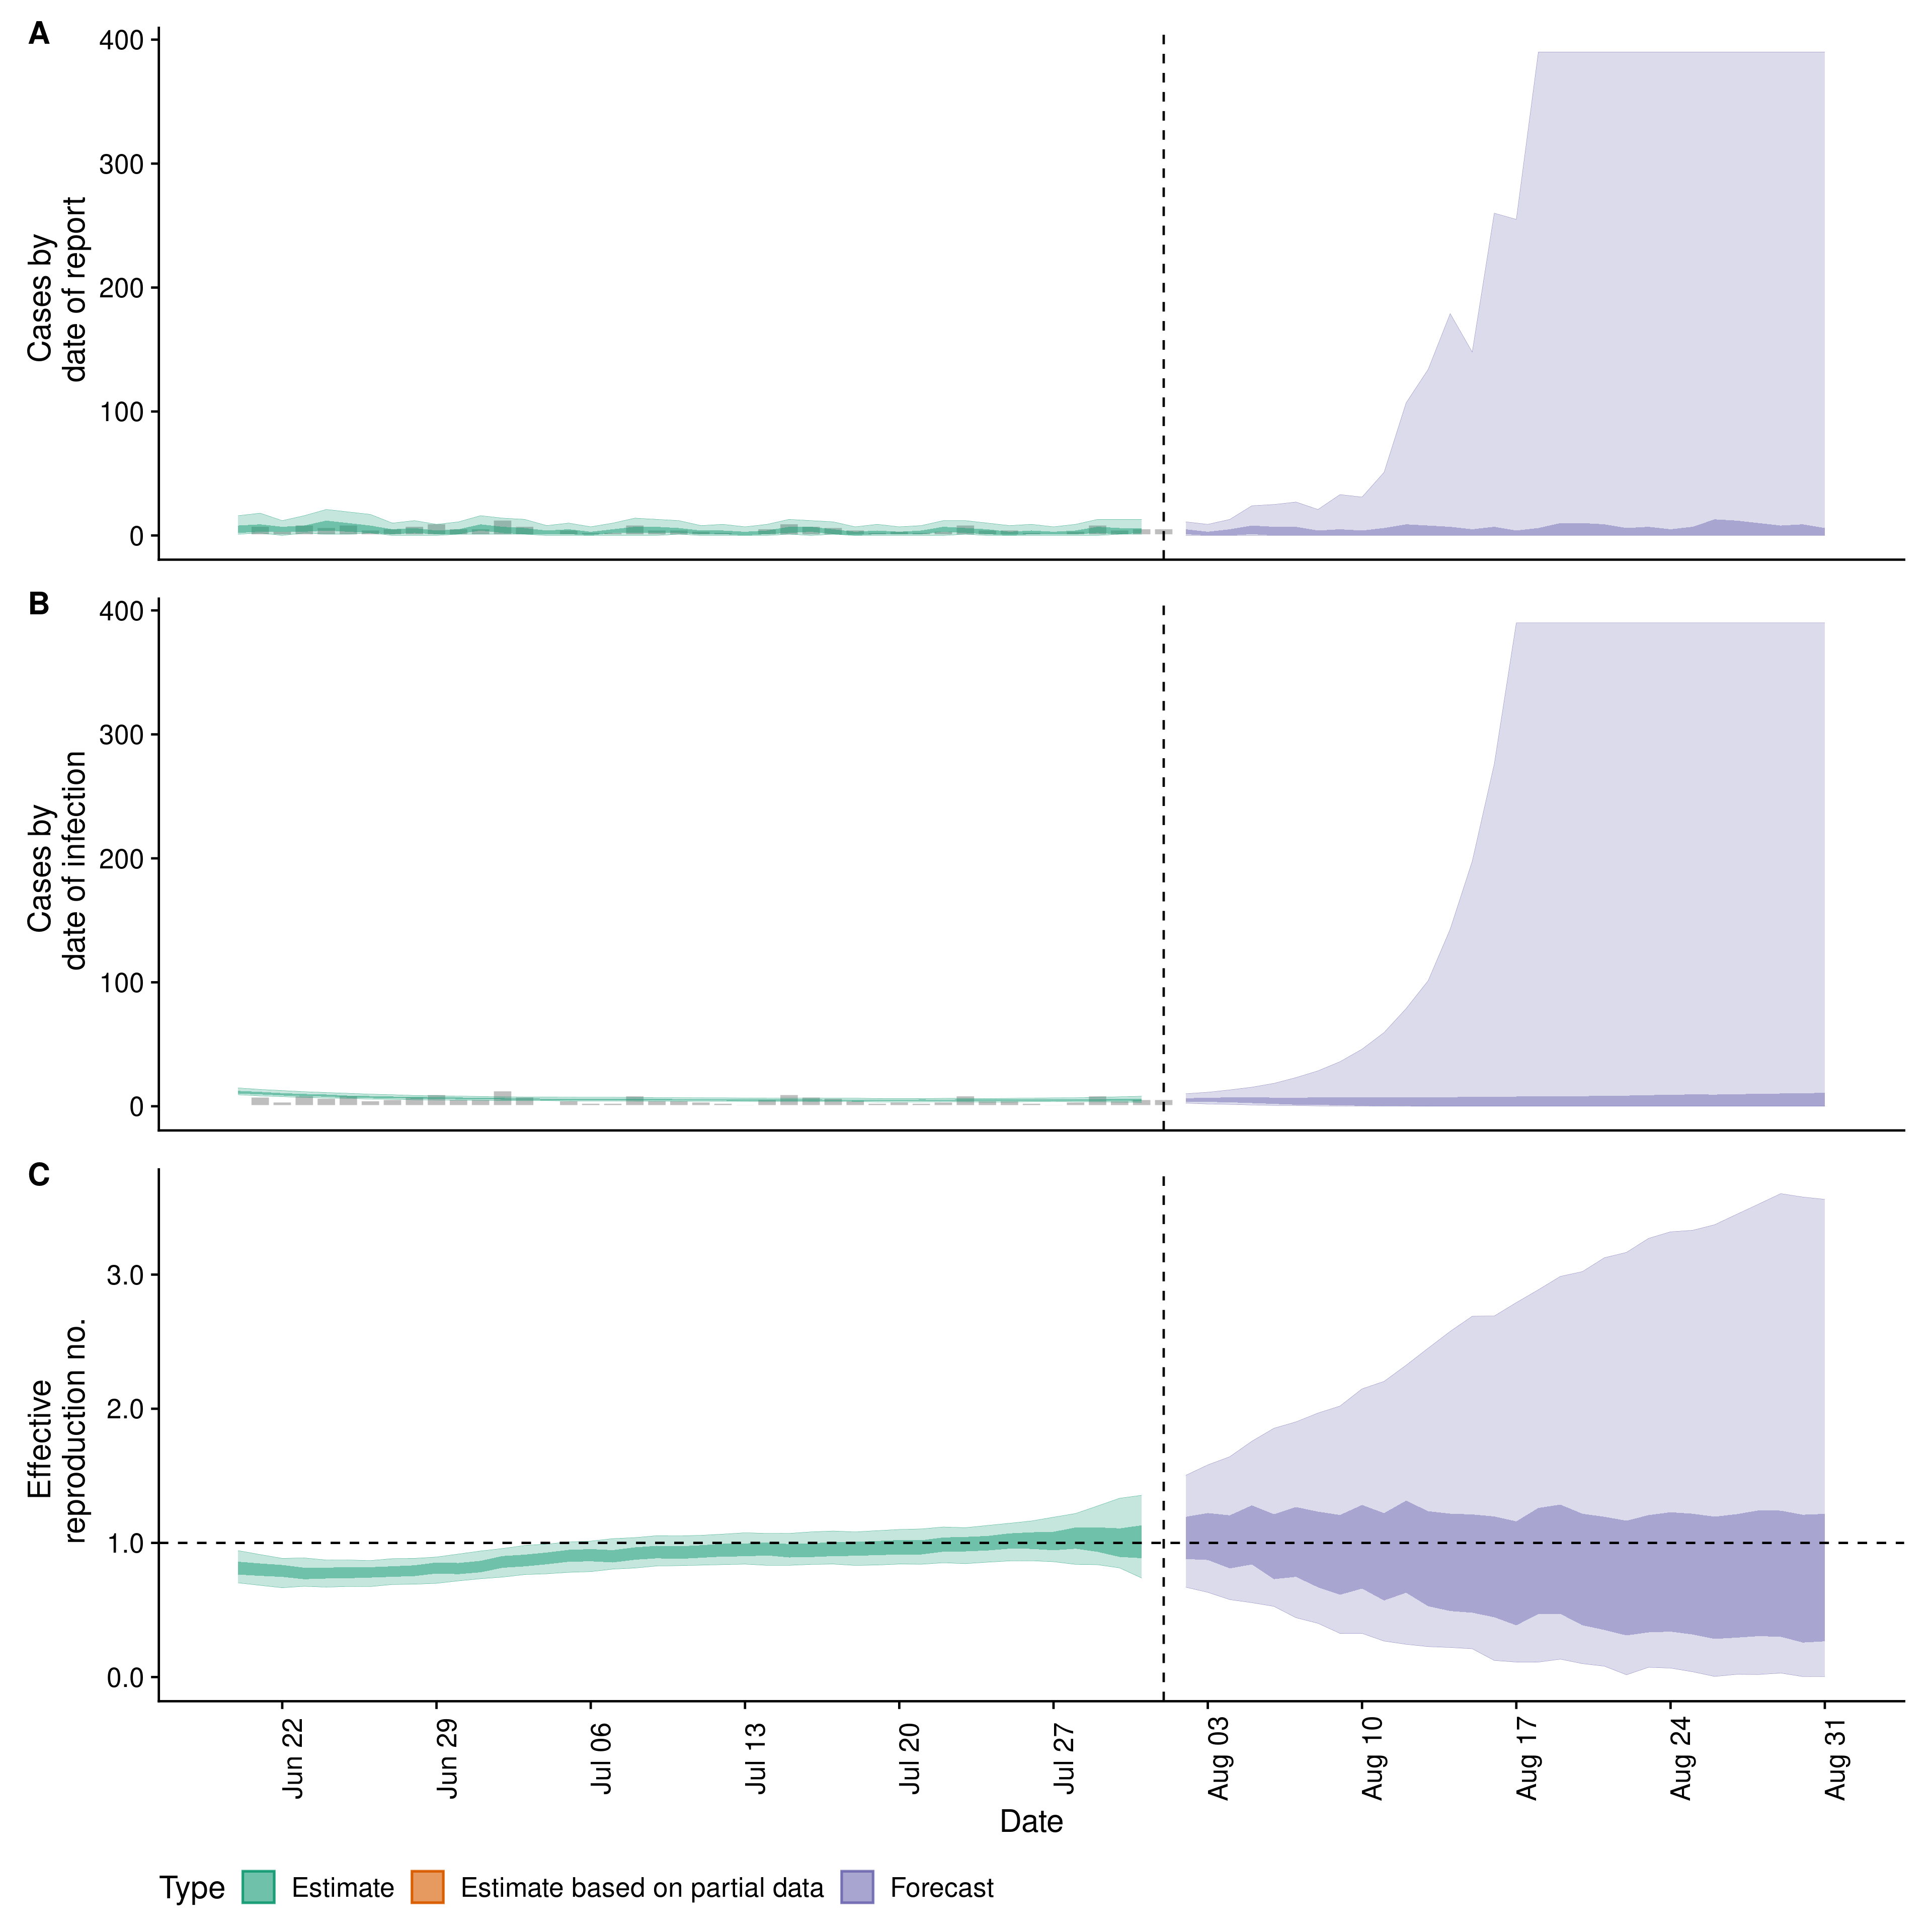 A
400
300
200
100
0
Cases by
date of report
B
400
300
200
100
0
Cases by
date of infection
C
3.0
2.0
1.0
0.0
Effective
reproduction no.
Jun 22
Jun 29
Jul 06
Jul 13
Jul 20
Jul 27
Aug 03
Aug 10
Aug 17
Aug 24
Aug 31
Date
Type Estimate Estimate based on partial data Forecast